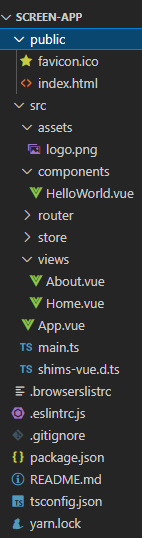 SCREEN-APP
public
favicon.ico
index.html
src
assets
logo.png
components
HelloWorld.vue
router
store
views
About.vue
Home.vue
App.vue
TS main.ts
TS shims-vue.d.ts
.browserslistrc
.eslintrc.js
.gitignore
{} package.json
README.md
TS tsconfig.json
yarn.lock